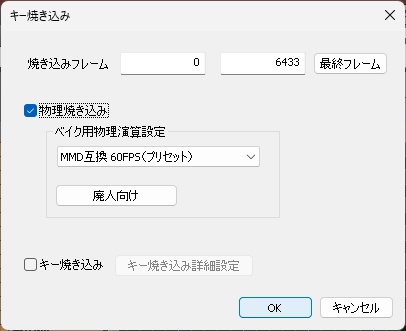 キー焼き込み
焼き込みフレーム 0 6433 最終フレーム
物理焼き込み
ベイク用物理演算設定
MMD互換 60FPS(プリセット)
廃人向け
キー焼き込み キー焼き込み詳細設定
OK キャンセル